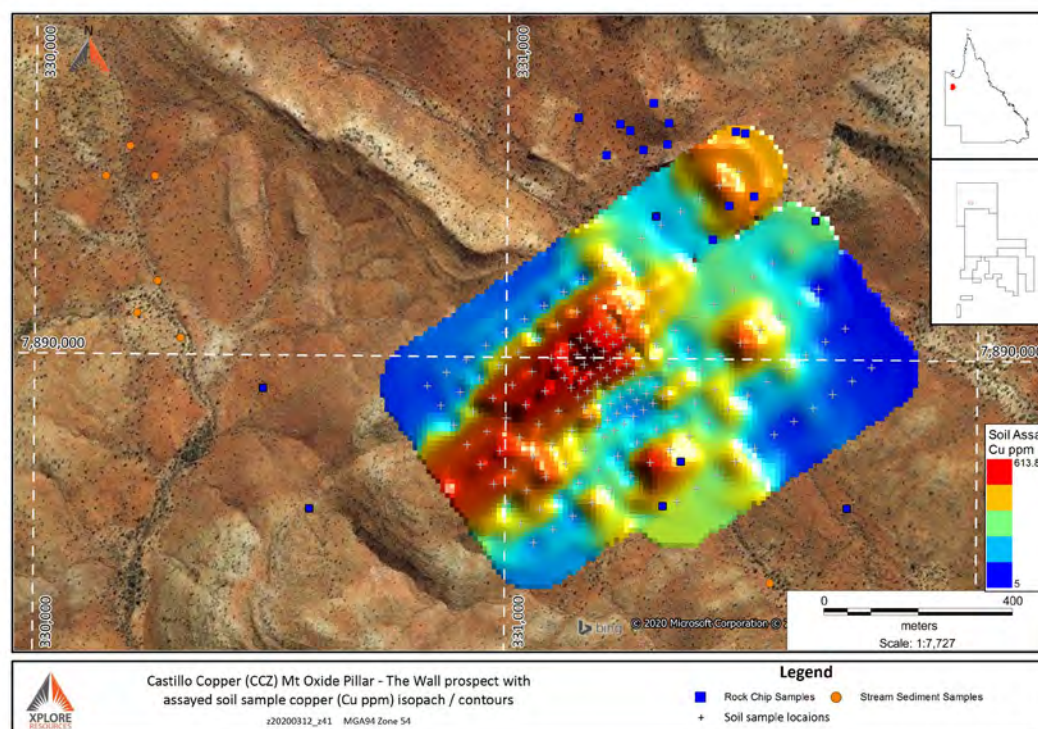 N
330,000
331,000
7,890,000
7,890,000
Soil Assa
Cu ppm
613.8
5
0 400
meters
Scale: 1:7,727
330,000
331,000
bing © 2020 Microsoft Corporation ©
XPLORE
RESOURCES
Castillo Copper (CCZ) Mt Oxide Pillar - The Wall prospect with
assayed soil sample copper (Cu ppm) isopach / contours
z20200312_z41 MGA94 Zone 54
Legend
Rock Chip Samples Stream Sediment Samples
+ Soil sample locaions